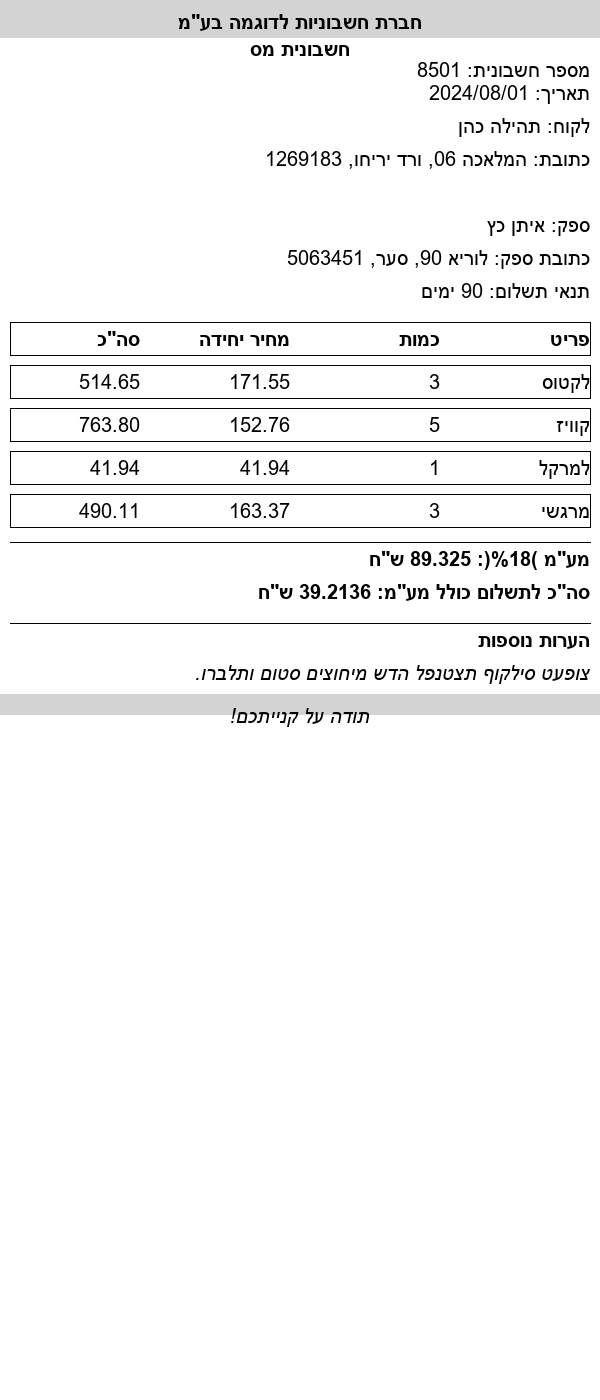 חברת חשבוניות לדוגמה בע"מ
חשבונית מס
מספר חשבונית: 8501
תאריך: 2024/08/01
לקוח: תהילה כהן
כתובת: המלאכה 06, ורד יריחו, 1269183
ספק: איתן כץ
כתובת ספק: לוריא 90, סער, 5063451
תנאי תשלום: 90 ימים
פריט כמות מחיר יחידה סה"כ
לקטוס 3 171.55 514.65
קוויז 5 152.76 763.80
למרקל 1 41.94 41.94
מרגשי 3 163.37 490.11
מע"מ )18%(: 89.325 ש"ח
סה"כ לתשלום כולל מע"מ: 39.2136 ש"ח
הערות נוספות
צופעט סילקוף תצטנפל הדש מיחוצים סטום ותלברו.
תודה על קנייתכם!